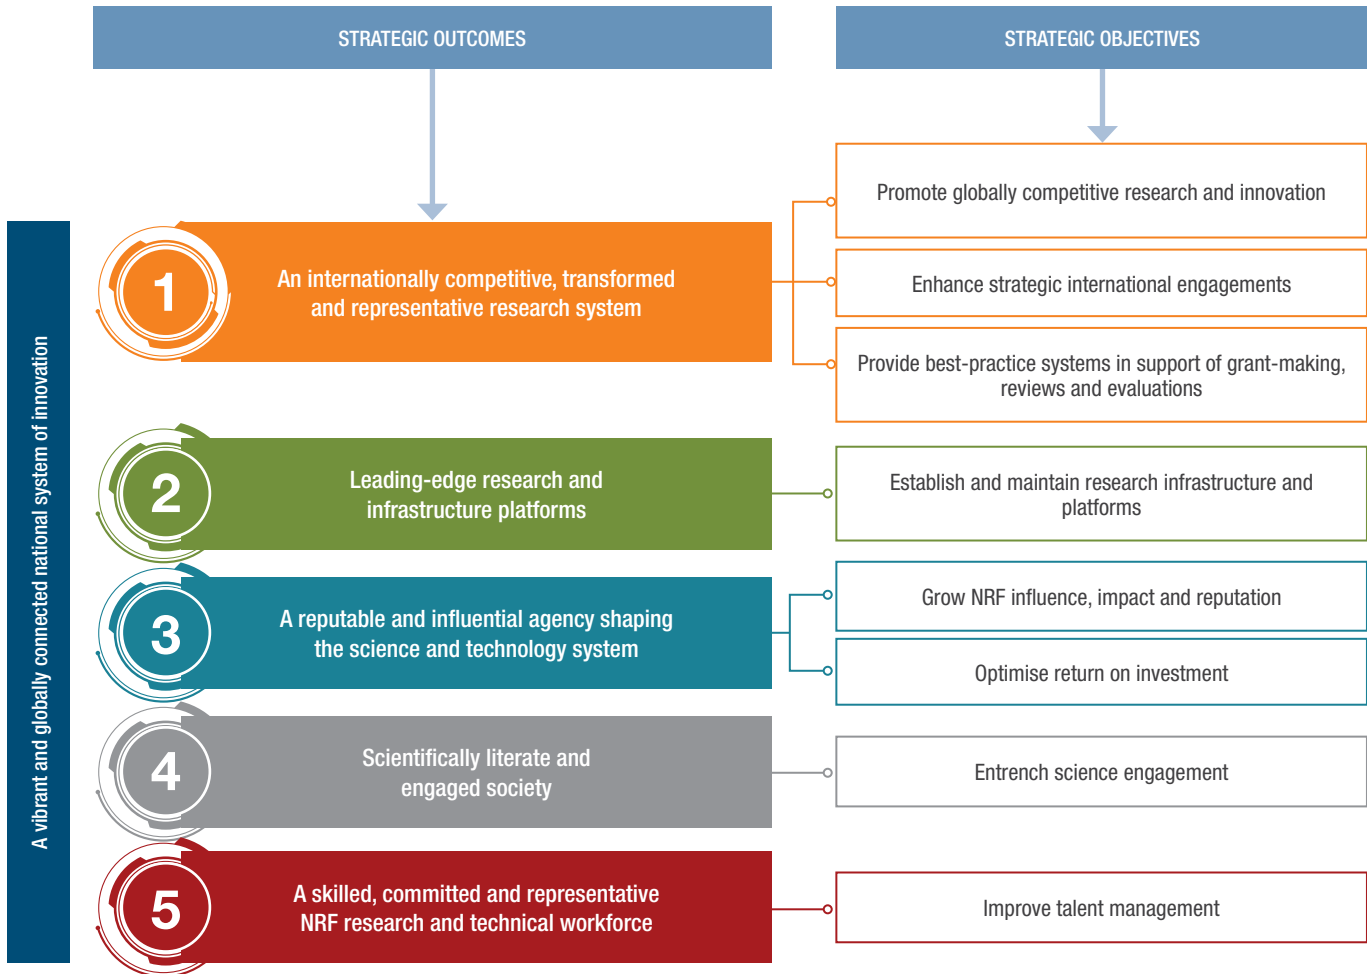 STRATEGIC OUTCOMES
STRATEGIC OBJECTIVES
A vibrant and globally connected national system of innovation
1
An internationally competitive, transformed
and representative research system
Promote globally competitive research and innovation
Enhance strategic international engagements
Provide best-practice systems in support of grant-making,
reviews and evaluations
2
Leading-edge research and
infrastructure platforms
Establish and maintain research infrastructure and
platforms
3
A reputable and influential agency shaping
the science and technology system
Grow NRF influence, impact and reputation
Optimise return on investment
4
Scientifically literate and
engaged society
Entrench science engagement
5
A skilled, committed and representative
NRF research and technical workforce
Improve talent management